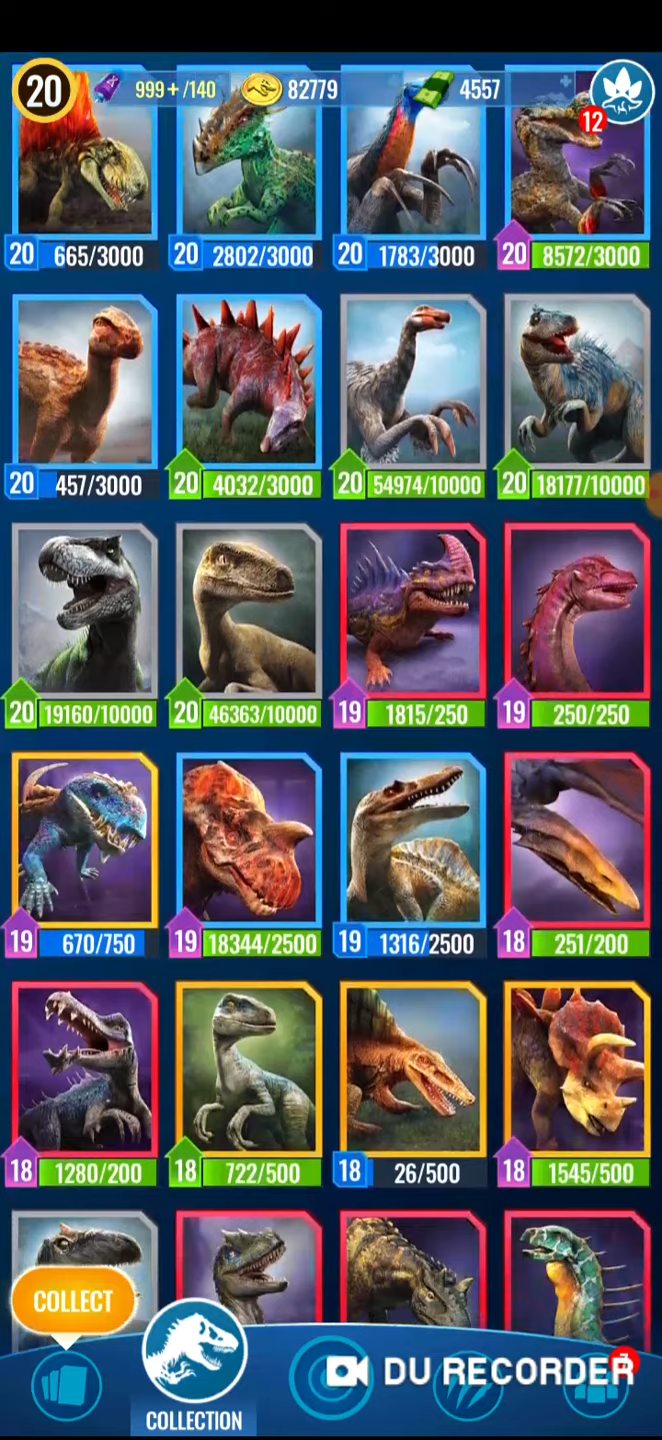 20 999+/140 82779 4557
12
20 665/3000 20 2802/3000 20 1783/3000 20 8572/3000
20 457/3000 20 4032/3000 20 54974/10000 20 18177/10000
20 19160/10000 20 46363/10000 19 1815/250 19 250/250
19 670/750 19 18344/2500 19 1316/2500 18 251/200
18 1280/200 18 722/500 18 26/500 18 1545/500
COLLECT
DU RECORDER
COLLECTION